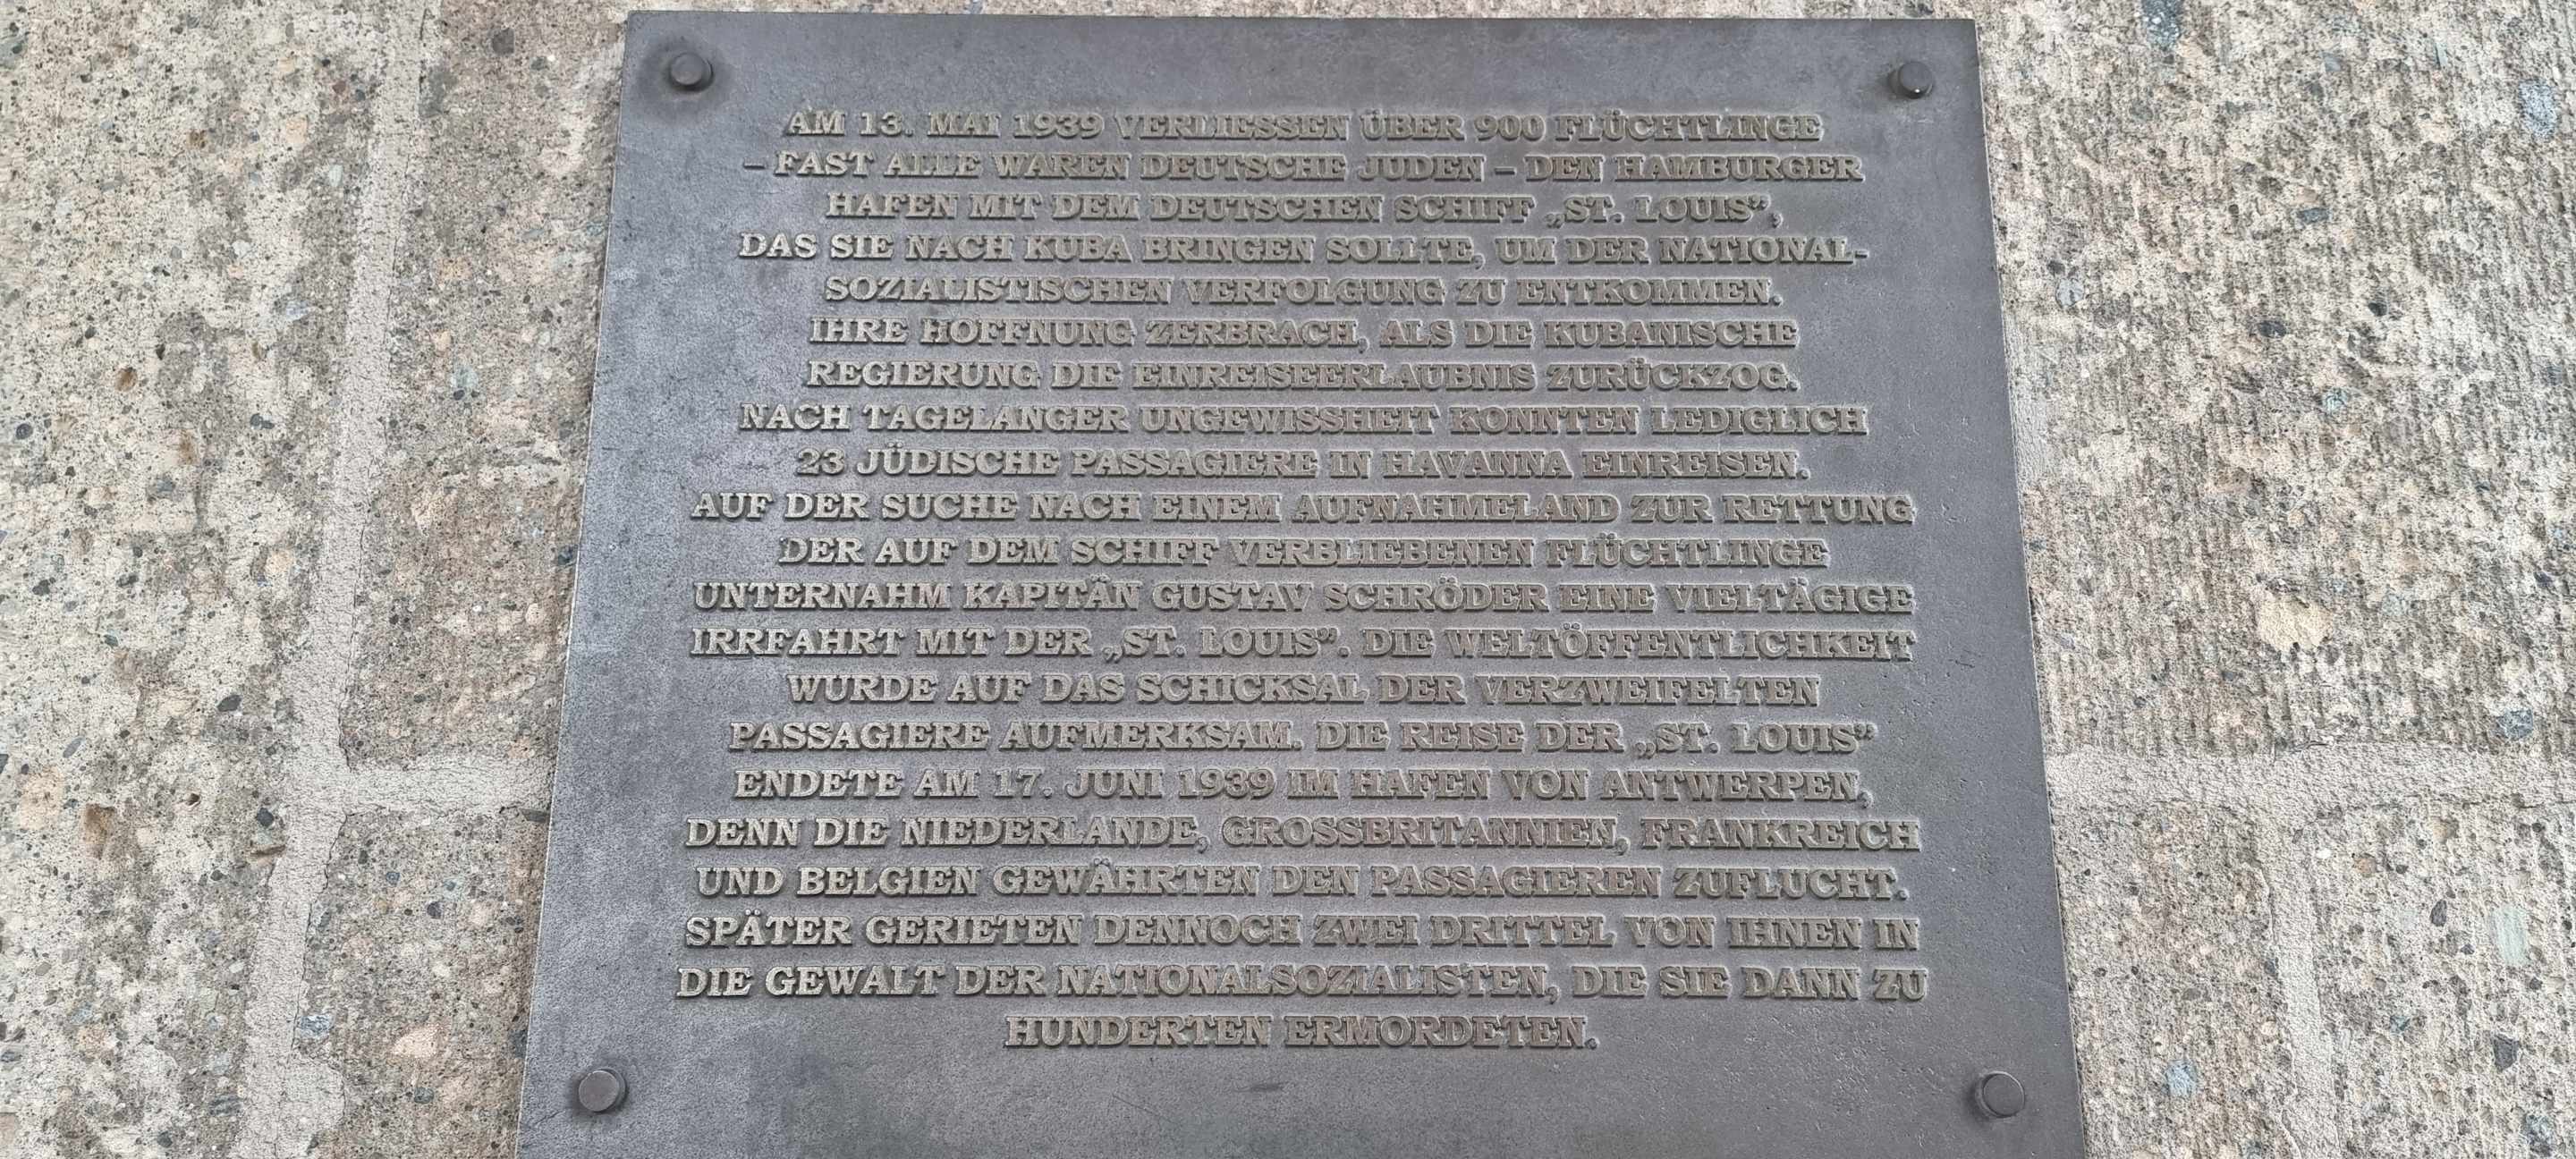 AM 13. MAI 1939 VERLIESSEN ÜBER 900 FLÜCHTLINGE
– FAST ALLE WAREN DEUTSCHE JUDEN – DEN HAMBURGER
HAFEN MIT DEM DEUTSCHEN SCHIFF „ST. LOUIS”,
DAS SIE NACH KUBA BRINGEN SOLLTE, UM DER NATIONAL-
SOZIALISTISCHEN VERFOLGUNG ZU ENTKOMMEN.
IHRE HOFFNUNG ZERBRACH, ALS DIE KUBANISCHE
REGIERUNG DIE EINREISEERLAUBNIS ZURÜCKZOG.
NACH TAGELANGER UNGEWISSHEIT KONNTEN LEDIGLICH
23 JÜDISCHE PASSAGIERE IN HAVANNA EINREISEN.
AUF DER SUCHE NACH EINEM AUFNAHMELAND ZUR RETTUNG
DER AUF DEM SCHIFF VERBLIEBENEN FLÜCHTLINGE
UNTERNAHM KAPITÄN GUSTAV SCHRÖDER EINE VIELTÄGIGE
IRRFAHRT MIT DER „ST. LOUIS”. DIE WELTÖFFENTLICHKEIT
WURDE AUF DAS SCHICKSAL DER VERZWEIFELTEN
PASSAGIERE AUFMERKSAM. DIE REISE DER „ST. LOUIS”
ENDETE AM 17. JUNI 1939 IM HAFEN VON ANTWERPEN,
DENN DIE NIEDERLANDE, GROSSBRITANNIEN, FRANKREICH
UND BELGIEN GEWÄHRTEN DEN PASSAGIEREN ZUFLUCHT.
SPÄTER GERIETEN DENNOCH ZWEI DRITTEL VON IHNEN IN
DIE GEWALT DER NATIONALSOZIALISTEN, DIE SIE DANN ZU
HUNDERTEN ERMORDETEN.